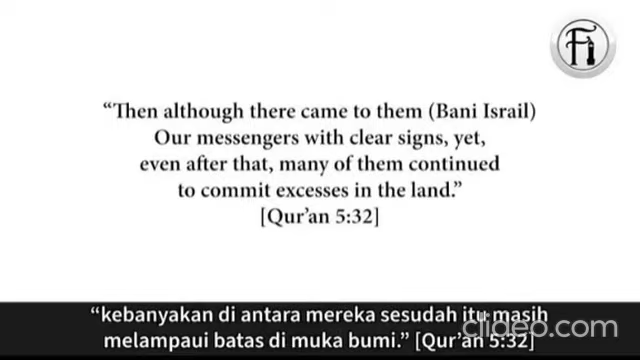 “Then although there came to them (Bani Israil)
Our messengers with clear signs, yet,
even after that, many of them continued
to commit excesses in the land.”
[Qur’an 5:32]
Fi
“kebanyakan di antara mereka sesudah itu masih
melampaui batas di muka bumi.” [Qur’an 5:32]
clideo.com